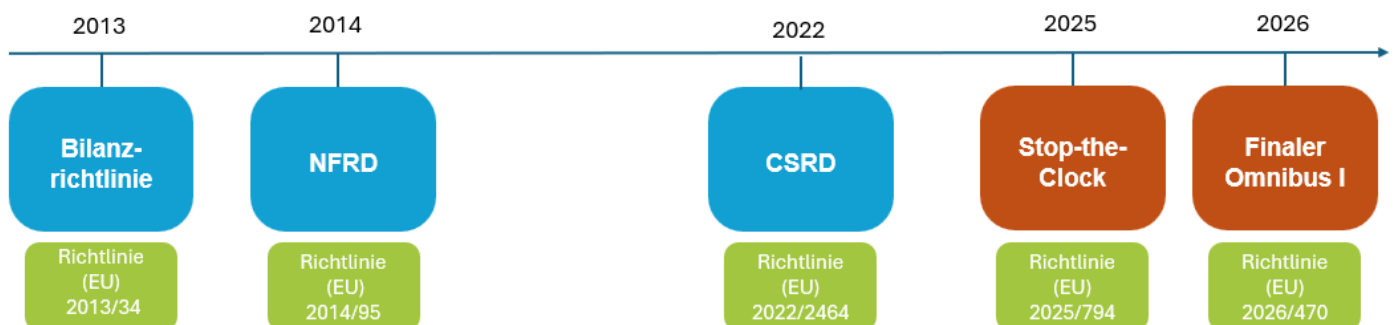 2013
2014
2022
2025
2026
Bilanz-
richtlinie
NFRD
CSRD
Stop-the-
Clock
Finaler
Omnibus I
Richtlinie
(EU)
2013/34
Richtlinie
(EU)
2014/95
Richtlinie
(EU)
2022/2464
Richtlinie
(EU)
2025/794
Richtlinie
(EU)
2026/470